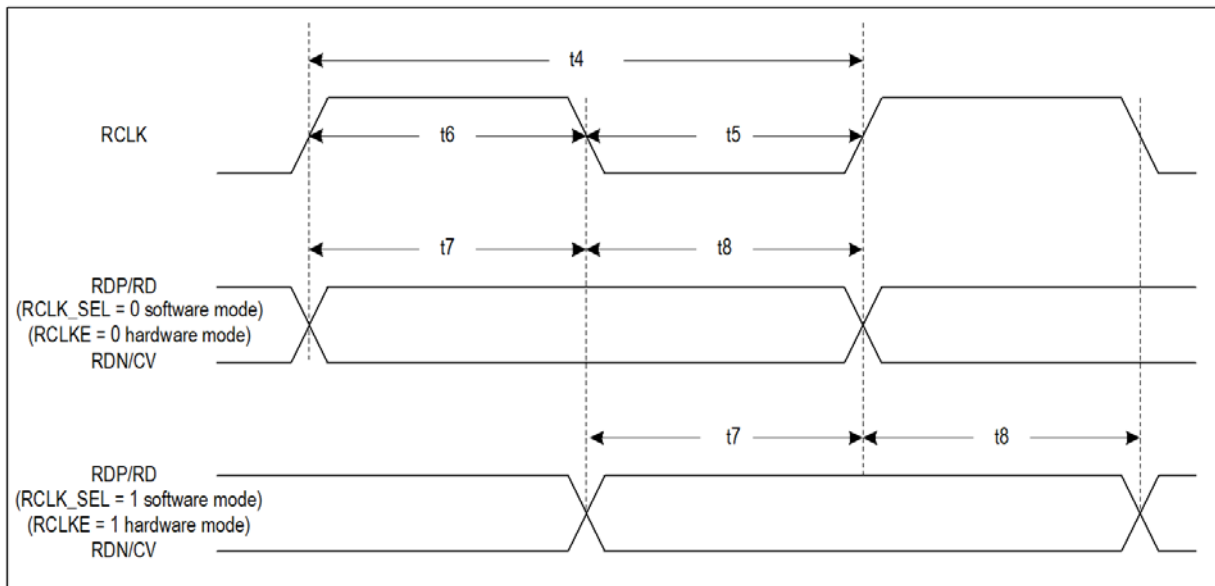 t4
RCLK
t6
t5
t7
t8
RDP/RD
(RCLK_SEL = 0 software mode)
(RCLKE = 0 hardware mode)
RDN/CV
t7
t8
RDP/RD
(RCLK_SEL = 1 software mode)
(RCLKE = 1 hardware mode)
RDN/CV